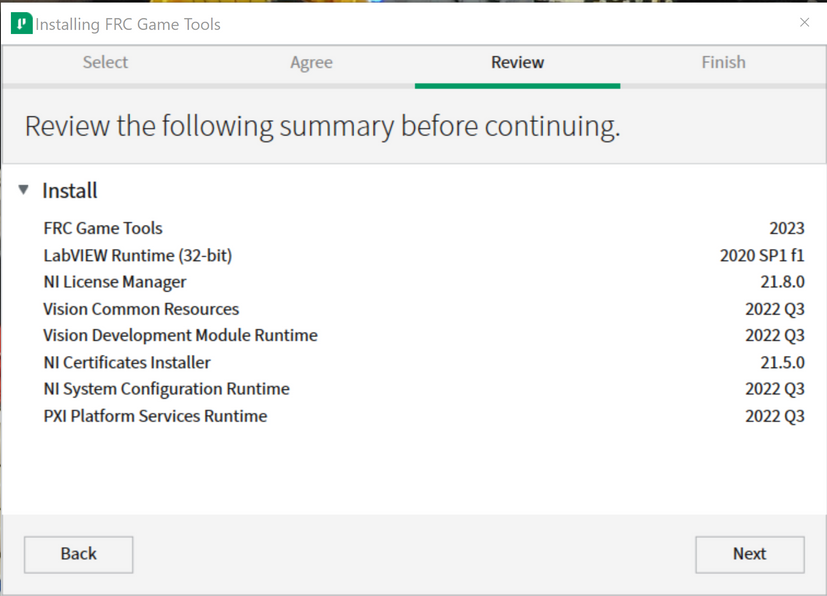 Installing FRC Game Tools
Select Agree Review Finish
Review the following summary before continuing.
Install
FRC Game Tools 2023
LabVIEW Runtime (32-bit) 2020 SP1 f1
NI License Manager 21.8.0
Vision Common Resources 2022 Q3
Vision Development Module Runtime 2022 Q3
NI Certificates Installer 21.5.0
NI System Configuration Runtime 2022 Q3
PXI Platform Services Runtime 2022 Q3
Back Next